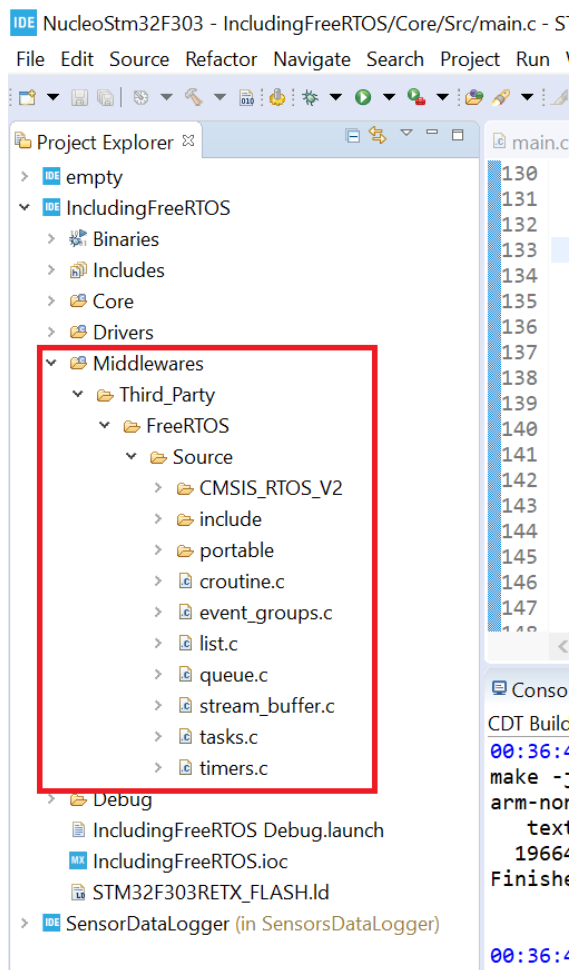 IDE NucleoStm32F303 - IncludingFreeRTOS/Core/Src/main.c - S
File Edit Source Refactor Navigate Search Project Run
Project Explorer
main.c
empty
IncludingFreeRTOS
Binaries
Includes
Core
Drivers
Middlewares
Third_Party
FreeRTOS
Source
CMSIS_RTOS_V2
include
portable
croutine.c
event_groups.c
list.c
queue.c
stream_buffer.c
tasks.c
timers.c
Debug
IncludingFreeRTOS Debug.launch
IncludingFreeRTOS.ioc
STM32F303RETX_FLASH.ld
SensorDataLogger (in SensorsDataLogger)
130
131
132
133
134
135
136
137
138
139
140
141
142
143
144
145
146
147
148
Conso
CDT Build
00:36:4
make -j
arm-non
text
19664
Finishe
00:36:4